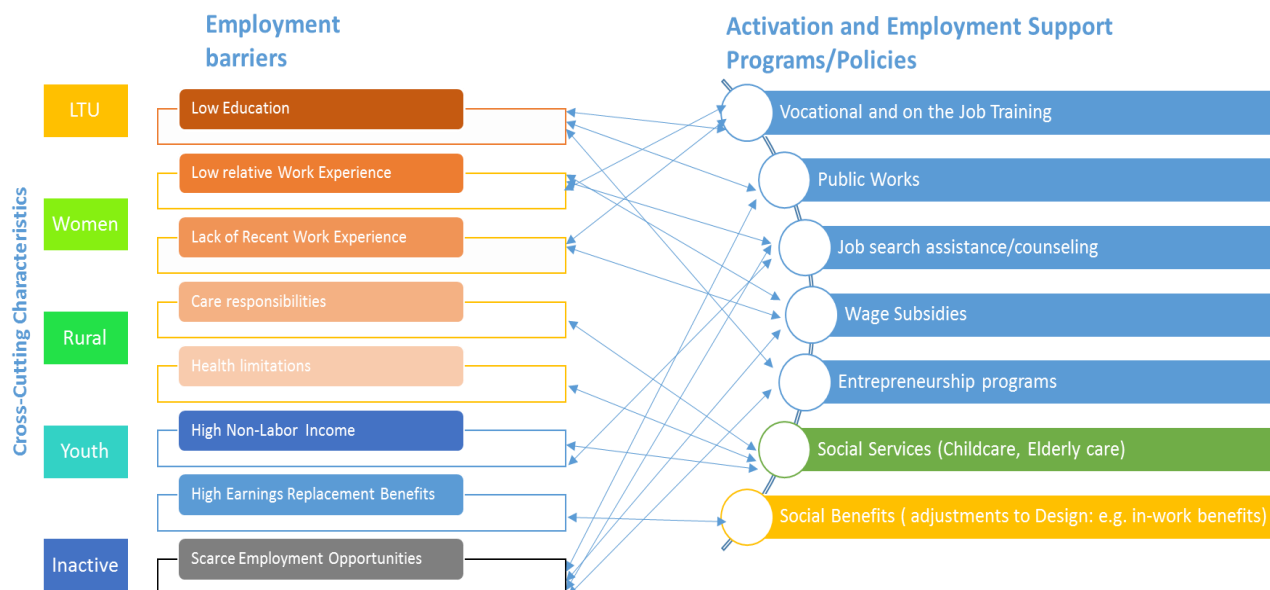 Employment
barriers
Activation and Employment Support
Programs/Policies
Cross-Cutting Characteristics
LTU
Women
Rural
Youth
Inactive
Low Education
Low relative Work Experience
Lack of Recent Work Experience
Care responsibilities
Health limitations
High Non-Labor Income
High Earnings Replacement Benefits
Scarce Employment Opportunities
Vocational and on the Job Training
Public Works
Job search assistance/counseling
Wage Subsidies
Entrepreneurship programs
Social Services (Childcare, Elderly care)
Social Benefits ( adjustments to Design: e.g. in-work benefits)